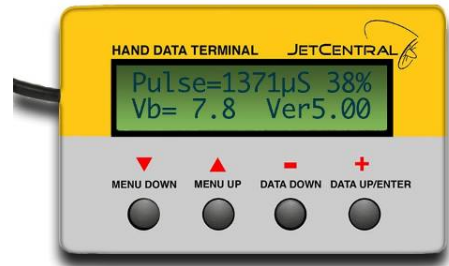 HAND DATA TERMINAL JETCENTRAL
Pulse=1371µS 38%
Vb= 7.8 Ver5.00
MENU DOWN MENU UP DATA DOWN DATA UP/ENTER